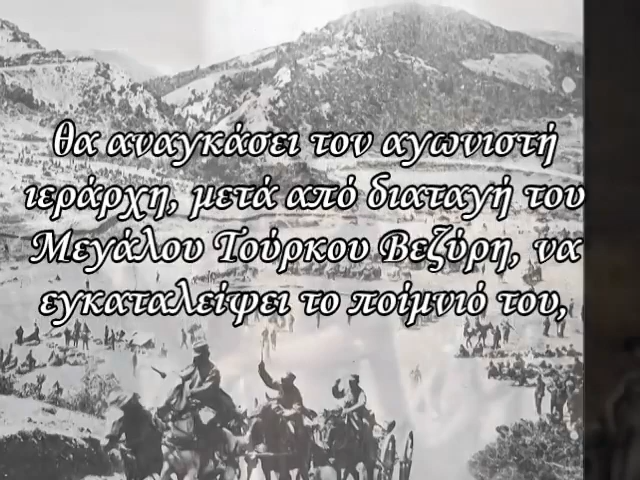 θα αναγκάσει τον αγωνιστή
ιεράρχη, μετά από διαταγή του
Μεγάλου Τούρκου Βεζύρη, να
εγκαταλείψει το ποίμνιό του,